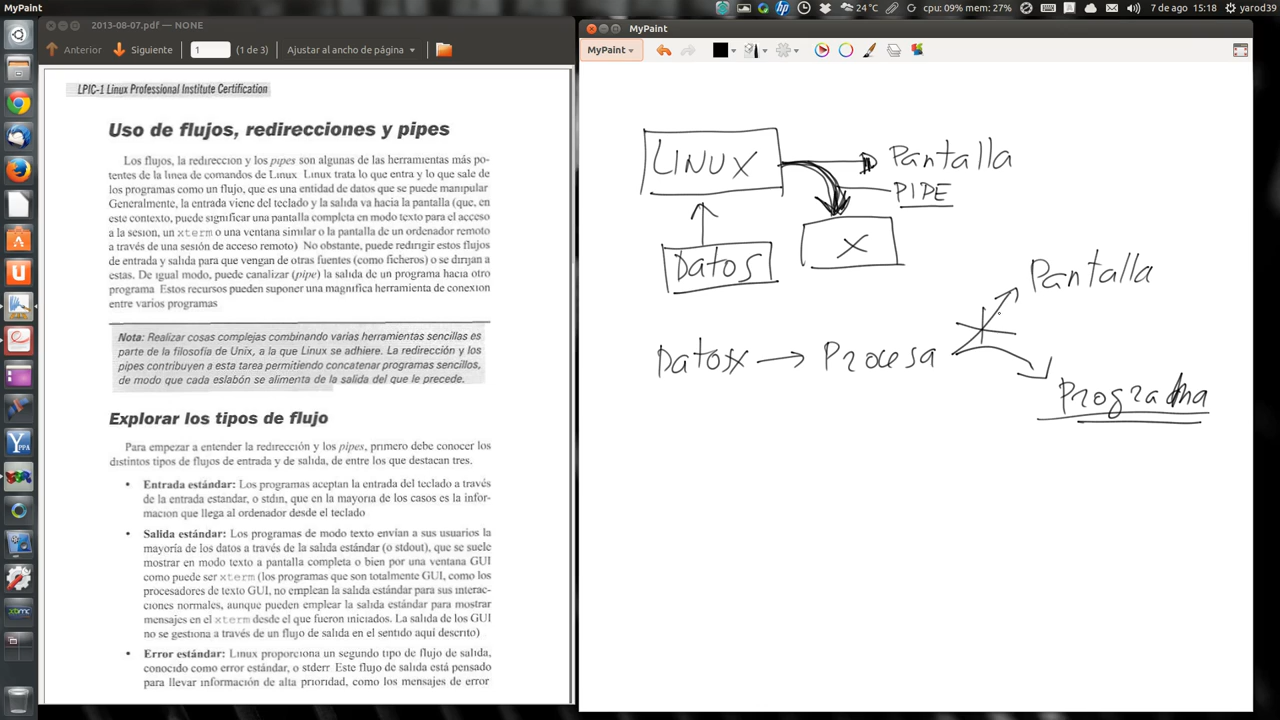 MyPaint
24°C
cpu: 09% mem: 27%
7 de ago
15:18
yarod39
2013-08-07.pdf — NONE
Anterior
Siguiente
1
(1 de 3)
Ajustar al ancho de página
LPIC-1 Linux Professional Institute Certification
Uso de flujos, redirecciones y pipes
Los flujos, la redireccion y los pipes son algunas de las herramientas más po-
tentes de la linea de comandos de Linux Linux trata lo que entra y lo que sale de
los programas como un flujo, que es una entidad de datos que se puede manipular
Generalmente, la entrada viene del teclado y la salida va hacia la pantalla (que, en
este contexto, puede significar una pantalla completa en modo texto para el acceso
a la sesion, un xterm o una ventana similar o la pantalla de un ordenador remoto
a través de una sesión de acceso remoto) No obstante, puede redirigir estos flujos
de entrada y salida para que vengan de otras fuentes (como ficheros) o se dirijan a
estas. De igual modo, puede canalizar (pipe) la salida de un programa hacia otro
programa Estos recursos pueden suponer una magnifica herramienta de conexion
entre varios programas
Nota: Realizar cosas complejas combinando varias herramientas sencillas es
parte de la filosofia de Unix, a la que Linux se adhiere. La redirección y los
pipes contribuyen a esta tarea permitiendo concatenar programas sencillos,
de modo que cada eslabón se alimenta de la salida del que le precede.
Explorar los tipos de flujo
Para empezar a entender la redirección y los pipes, primero debe conocer los
distintos tipos de flujos de entrada y de salida, de entre los que destacan tres.
• Entrada estándar: Los programas aceptan la entrada del teclado a través
de la entrada estandar, o stdin, que en la mayoria de los casos es la infor-
macion que llega al ordenador desde el teclado
• Salida estándar: Los programas de modo texto envian a sus usuarios la
mayoría de los datos a través de la salida estándar (o stdout), que se suele
mostrar en modo texto a pantalla completa o bien por una ventana GUI
como puede ser xterm (los programas que son totalmente GUI, como los
procesadores de texto GUI, no emplean la salida estándar para sus interac-
ciones normales, aunque pueden emplear la salida estándar para mostrar
mensajes en el xterm desde el que fueron iniciados. La salida de los GUI
no se gestiona a través de un flujo de salida en el sentido aquí descrito)
• Error estándar: Linux proporciona un segundo tipo de flujo de salida,
conocido como error estándar, o stderr Este flujo de salida está pensado
para llevar información de alta prioridad, como los mensajes de error
MyPaint
MyPaint
LINUX
Pantalla
PIPE
Datos
X
Pantalla
Datosx → Procesa
Programa